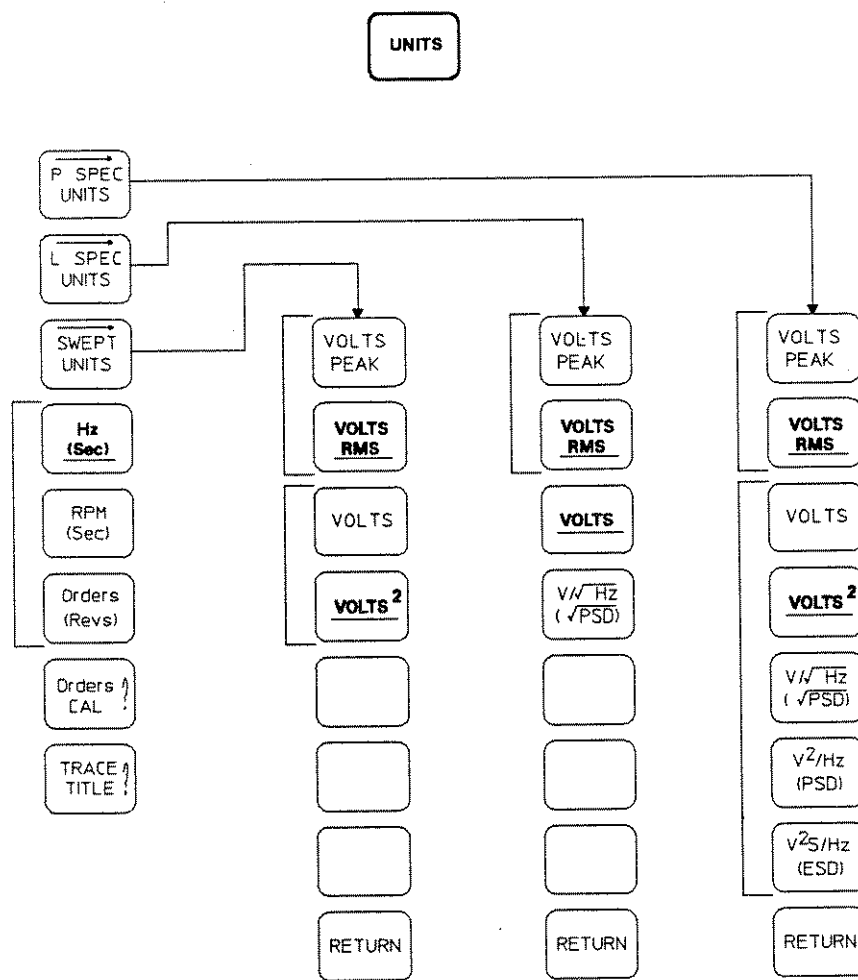 UNITS
P SPEC
UNITS
L SPEC
UNITS
SWEPT
UNITS
Hz
(Sec)
RPM
(Sec)
Orders
(Revs)
Orders
CAL
TRACE
TITLE
VOLTS
PEAK
VOLTS
RMS
VOLTS
VOLTS²
RETURN
VOLTS
PEAK
VOLTS
RMS
VOLTS
V/√Hz
(√PSD)
RETURN
VOLTS
PEAK
VOLTS
RMS
VOLTS
VOLTS²
V/√Hz
(√PSD)
V²/Hz
(PSD)
V²S/Hz
(ESD)
RETURN